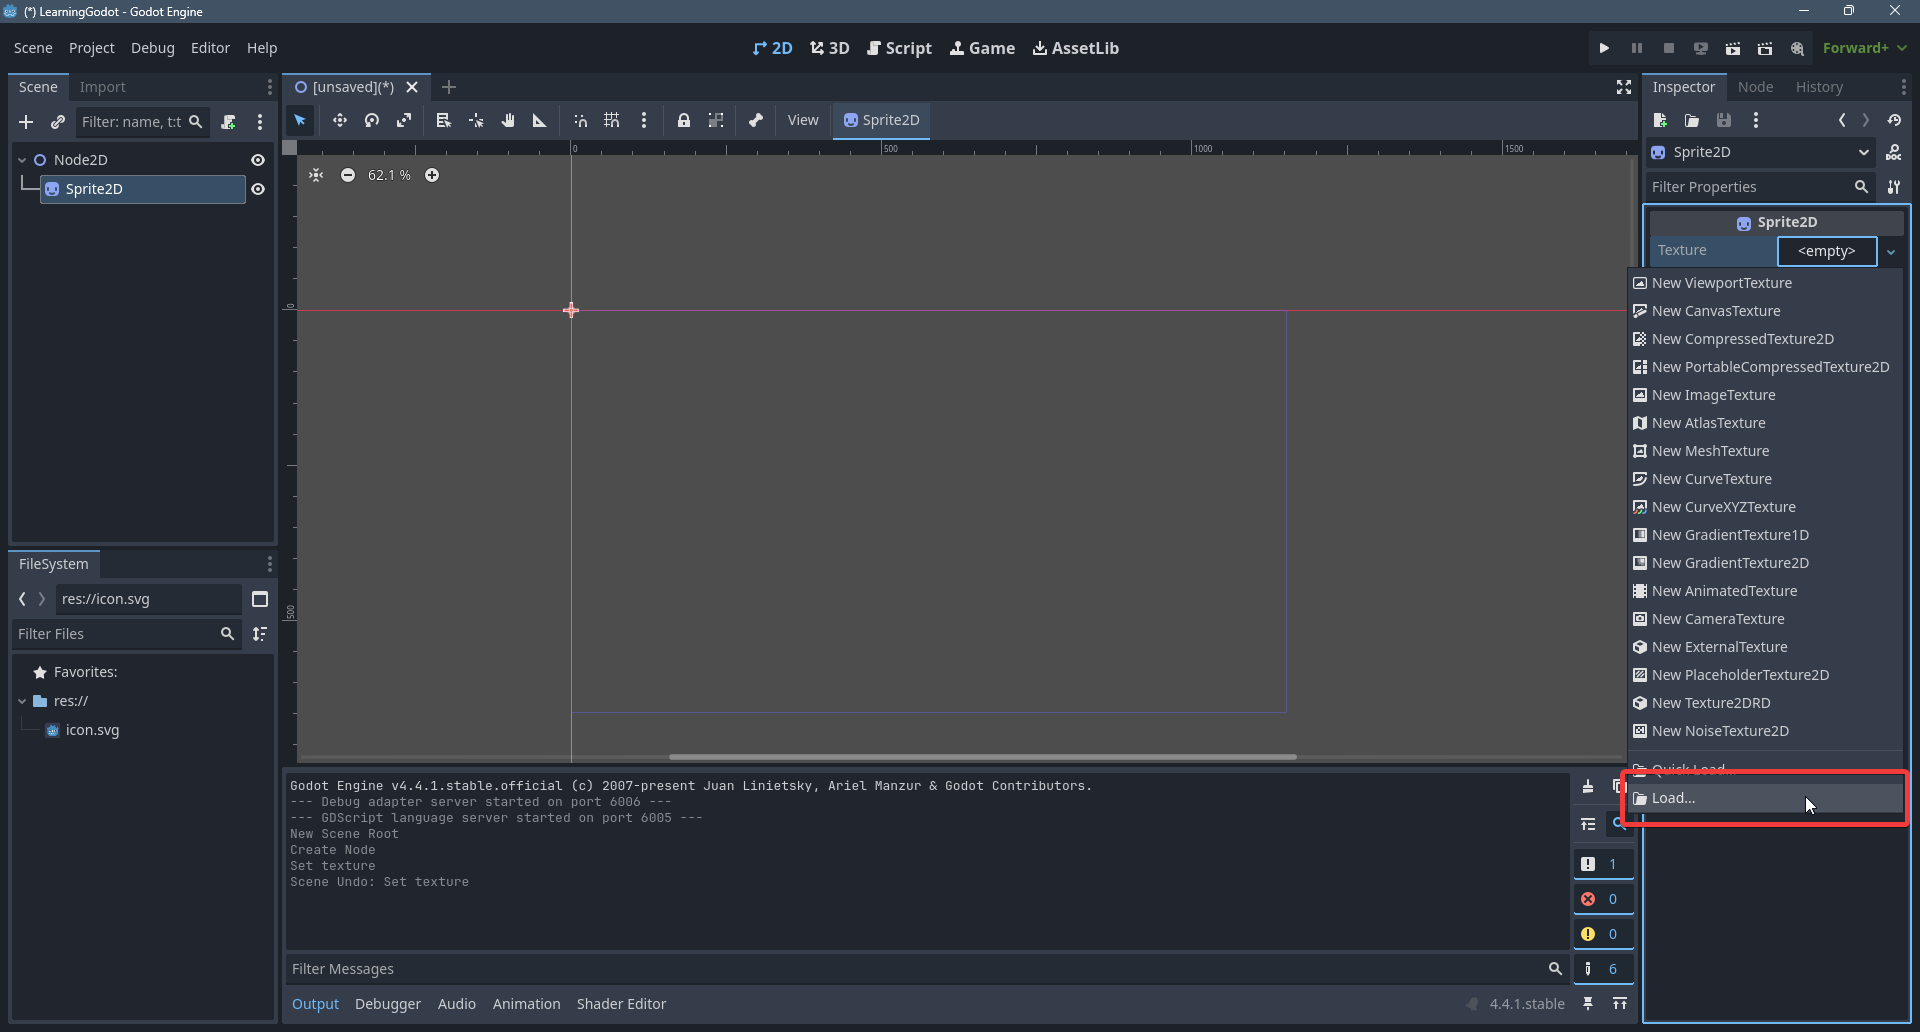 (*) LearningGodot - Godot Engine
Scene Project Debug Editor Help
2D 3D Script Game AssetLib
Forward+
Scene Import
Filter: name, t:t
Node2D
Sprite2D
FileSystem
res://icon.svg
Filter Files
Favorites:
res://
icon.svg
[unsaved](*)
View Sprite2D
0 500 1000 1500
62.1 %
0
500
Godot Engine v4.4.1.stable.official (c) 2007-present Juan Linietsky, Ariel Manzur & Godot Contributors.
--- Debug adapter server started on port 6006 ---
--- GDScript language server started on port 6005 ---
New Scene Root
Create Node
Set texture
Scene Undo: Set texture
Filter Messages
1
0
0
6
Output Debugger Audio Animation Shader Editor
4.4.1.stable
Inspector Node History
Sprite2D
DOC
Filter Properties
Sprite2D
Texture <empty>
New ViewportTexture
New CanvasTexture
New CompressedTexture2D
New PortableCompressedTexture2D
New ImageTexture
New AtlasTexture
New MeshTexture
New CurveTexture
New CurveXYZTexture
New GradientTexture1D
New GradientTexture2D
New AnimatedTexture
New CameraTexture
New ExternalTexture
New PlaceholderTexture2D
New Texture2DRD
New NoiseTexture2D
Quick Load...
Load...